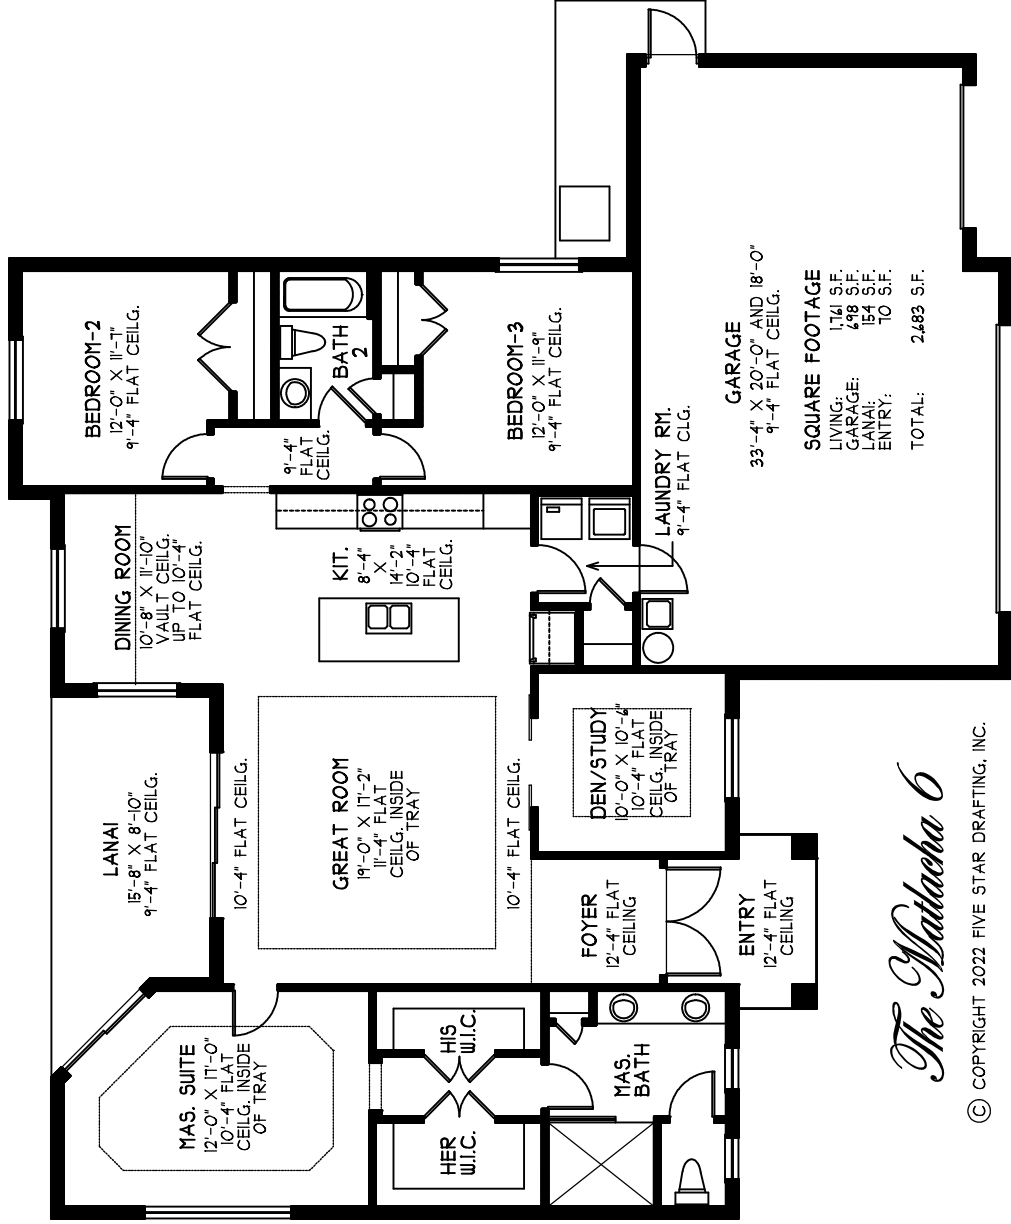 BEDROOM-2
12'-0" X 11'-7"
9'-4" FLAT CEILG.
BATH
2
BEDROOM-3
12'-0" X 11'-9"
9'-4" FLAT CEILG.
9'-4"
FLAT
CEILG.
GARAGE
33'-4" X 20'-0" AND 18'-0"
9'-4" FLAT CEILG.
SQUARE FOOTAGE
LIVING: 1,761 S.F.
GARAGE: 698 S.F.
LANAI: 154 S.F.
ENTRY: 70 S.F.
TOTAL: 2,683 S.F.
LAUNDRY RM.
9'-4" FLAT CLG.
DINING ROOM
10'-8" X 11'-10"
VAULT CEILG.
UP TO 10'-4"
FLAT CEILG.
KIT.
8'-4"
X
14'-2"
10'-4"
FLAT
CEILG.
LANAI
15'-8" X 8'-10"
9'-4" FLAT CEILG.
10'-4" FLAT CEILG.
GREAT ROOM
19'-0" X 17'-2"
11'-4" FLAT
CEILG. INSIDE
OF TRAY
10'-4" FLAT CEILG.
DEN/STUDY
10'-0" X 10'-6"
10'-4" FLAT
CEILG. INSIDE
OF TRAY
FOYER
12'-4" FLAT
CEILING
ENTRY
12'-4" FLAT
CEILING
MAS. SUITE
12'-0" X 17'-0"
10'-4" FLAT
CEILG. INSIDE
OF TRAY
HIS
W.I.C.
HER
W.I.C.
MAS.
BATH
The Matlacha 6
© COPYRIGHT 2022 FIVE STAR DRAFTING, INC.